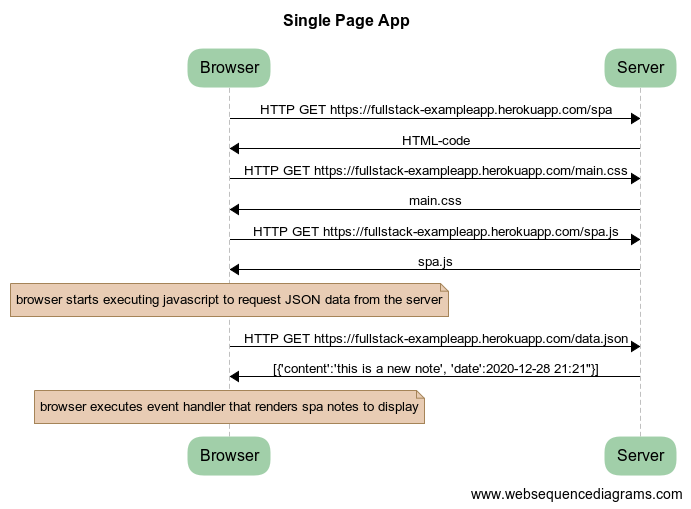 Single Page App
Browser
Server
HTTP GET https://fullstack-exampleapp.herokuapp.com/spa
HTML-code
HTTP GET https://fullstack-exampleapp.herokuapp.com/main.css
main.css
HTTP GET https://fullstack-exampleapp.herokuapp.com/spa.js
spa.js
browser starts executing javascript to request JSON data from the server
HTTP GET https://fullstack-exampleapp.herokuapp.com/data.json
[{'content':'this is a new note', 'date':2020-12-28 21:21"}]
browser executes event handler that renders spa notes to display
Browser
Server
www.websequencediagrams.com